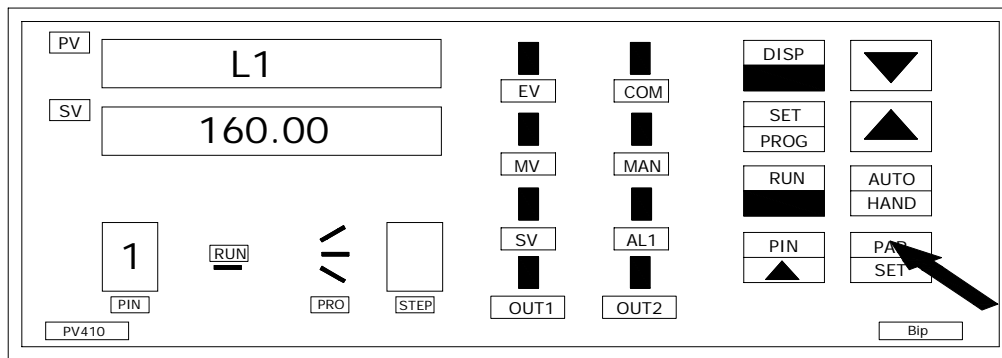 PV
L1
SV
160.00
EV
COM
MV
MAN
SV
AL1
OUT1
OUT2
DISP
SET
PROG
RUN
AUTO
HAND
PIN
PAR
SET
1
RUN
PIN
PRO
STEP
PV410
Bip